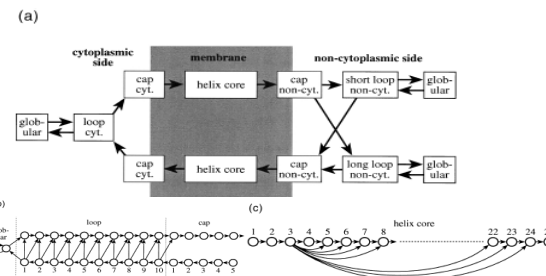 (a)
cytoplasmic
side
membrane
non-cytoplasmic side
cap
cyt.
helix core
cap
non-cyt.
short loop
non-cyt.
glob-
ular
glob-
ular
loop
cyt.
cap
cyt.
helix core
cap
non-cyt.
long loop
non-cyt.
glob-
ular
(c)
loop
cap
helix core
1 2 3 4 5 6 7 8 22 23 24
1 2 3 4 5 6 7 8 9 10 1 2 3 4 5